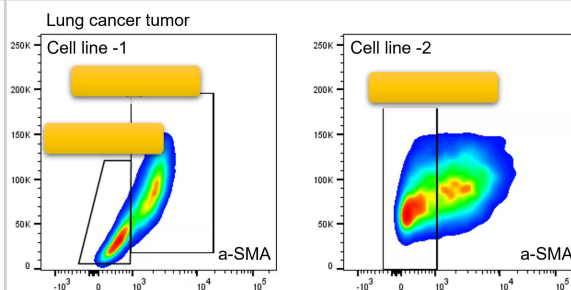 Lung cancer tumor
Cell line -1
Cell line -2
250K
200K
150K
100K
50K
0
a-SMA
-10³ 0 10³ 10⁴ 10⁵
250K
200K
150K
100K
50K
0
a-SMA
-10³ 0 10³ 10⁴ 10⁵